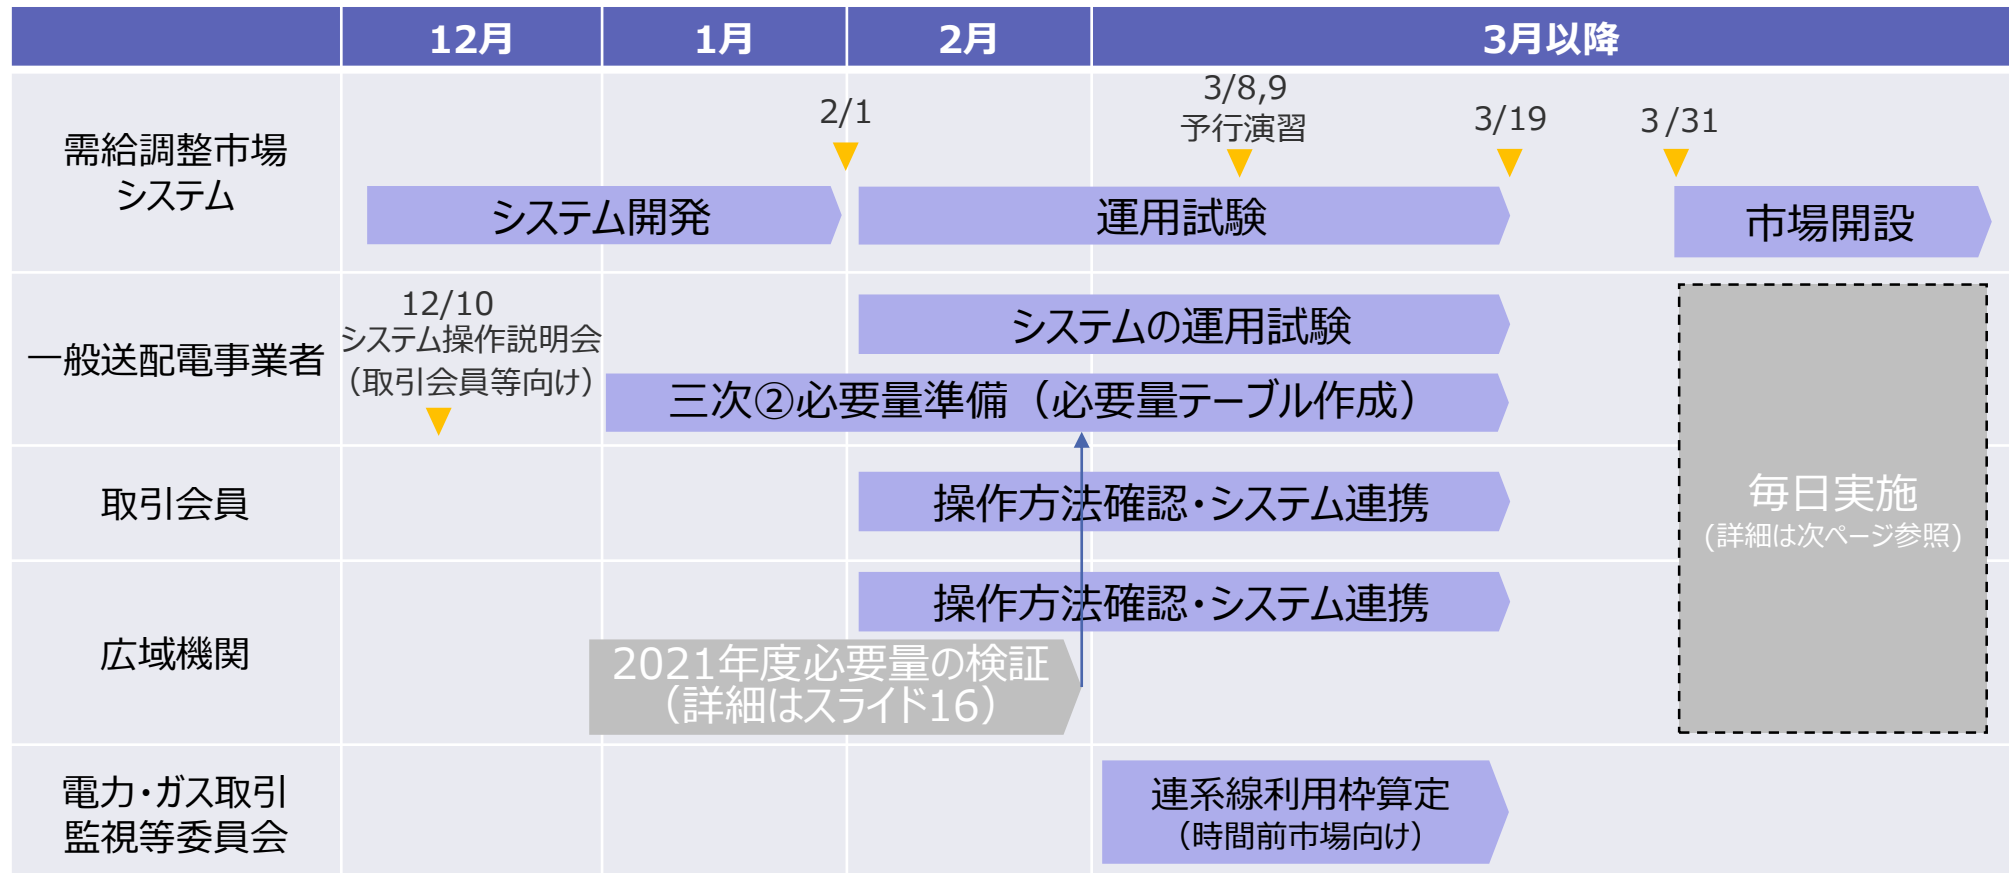 12月
1月
2月
3月以降
需給調整市場
システム
2/1
3/8,9
予行演習
3/19
3/31
システム開発
運用試験
市場開設
一般送配電事業者
12/10
システム操作説明会
（取引会員等向け）
システムの運用試験
三次②必要量準備（必要量テーブル作成）
取引会員
操作方法確認・システム連携
毎日実施
(詳細は次ページ参照)
広域機関
操作方法確認・システム連携
2021年度必要量の検証
（詳細はスライド16）
電力・ガス取引
監視等委員会
連系線利用枠算定
（時間前市場向け）